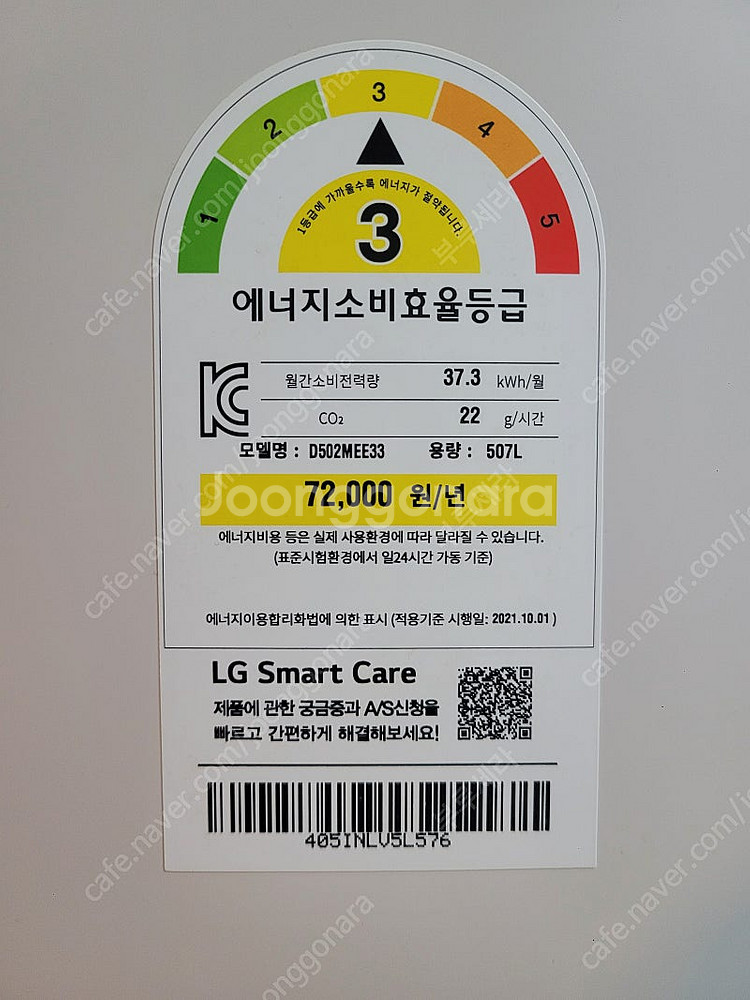 1 2 3 4 5
1등급에 가까울수록 에너지가 절약됩니다.
3
에너지소비효율등급
월간소비전력량 37.3 kWh/월
CO₂ 22 g/시간
모델명 : D502MEE33 용량 : 507L
72,000 원/년
Joonggonara
에너지비용 등은 실제 사용환경에 따라 달라질 수 있습니다.
(표준시험환경에서 일24시간 가동 기준)
에너지이용합리화법에 의한 표시 (적용기준 시행일: 2021.10.01 )
LG Smart Care
제품에 관한 궁금증과 A/S신청을
빠르고 간편하게 해결해보세요!
405INLV5L576
cafe.naver.com/joonggonara